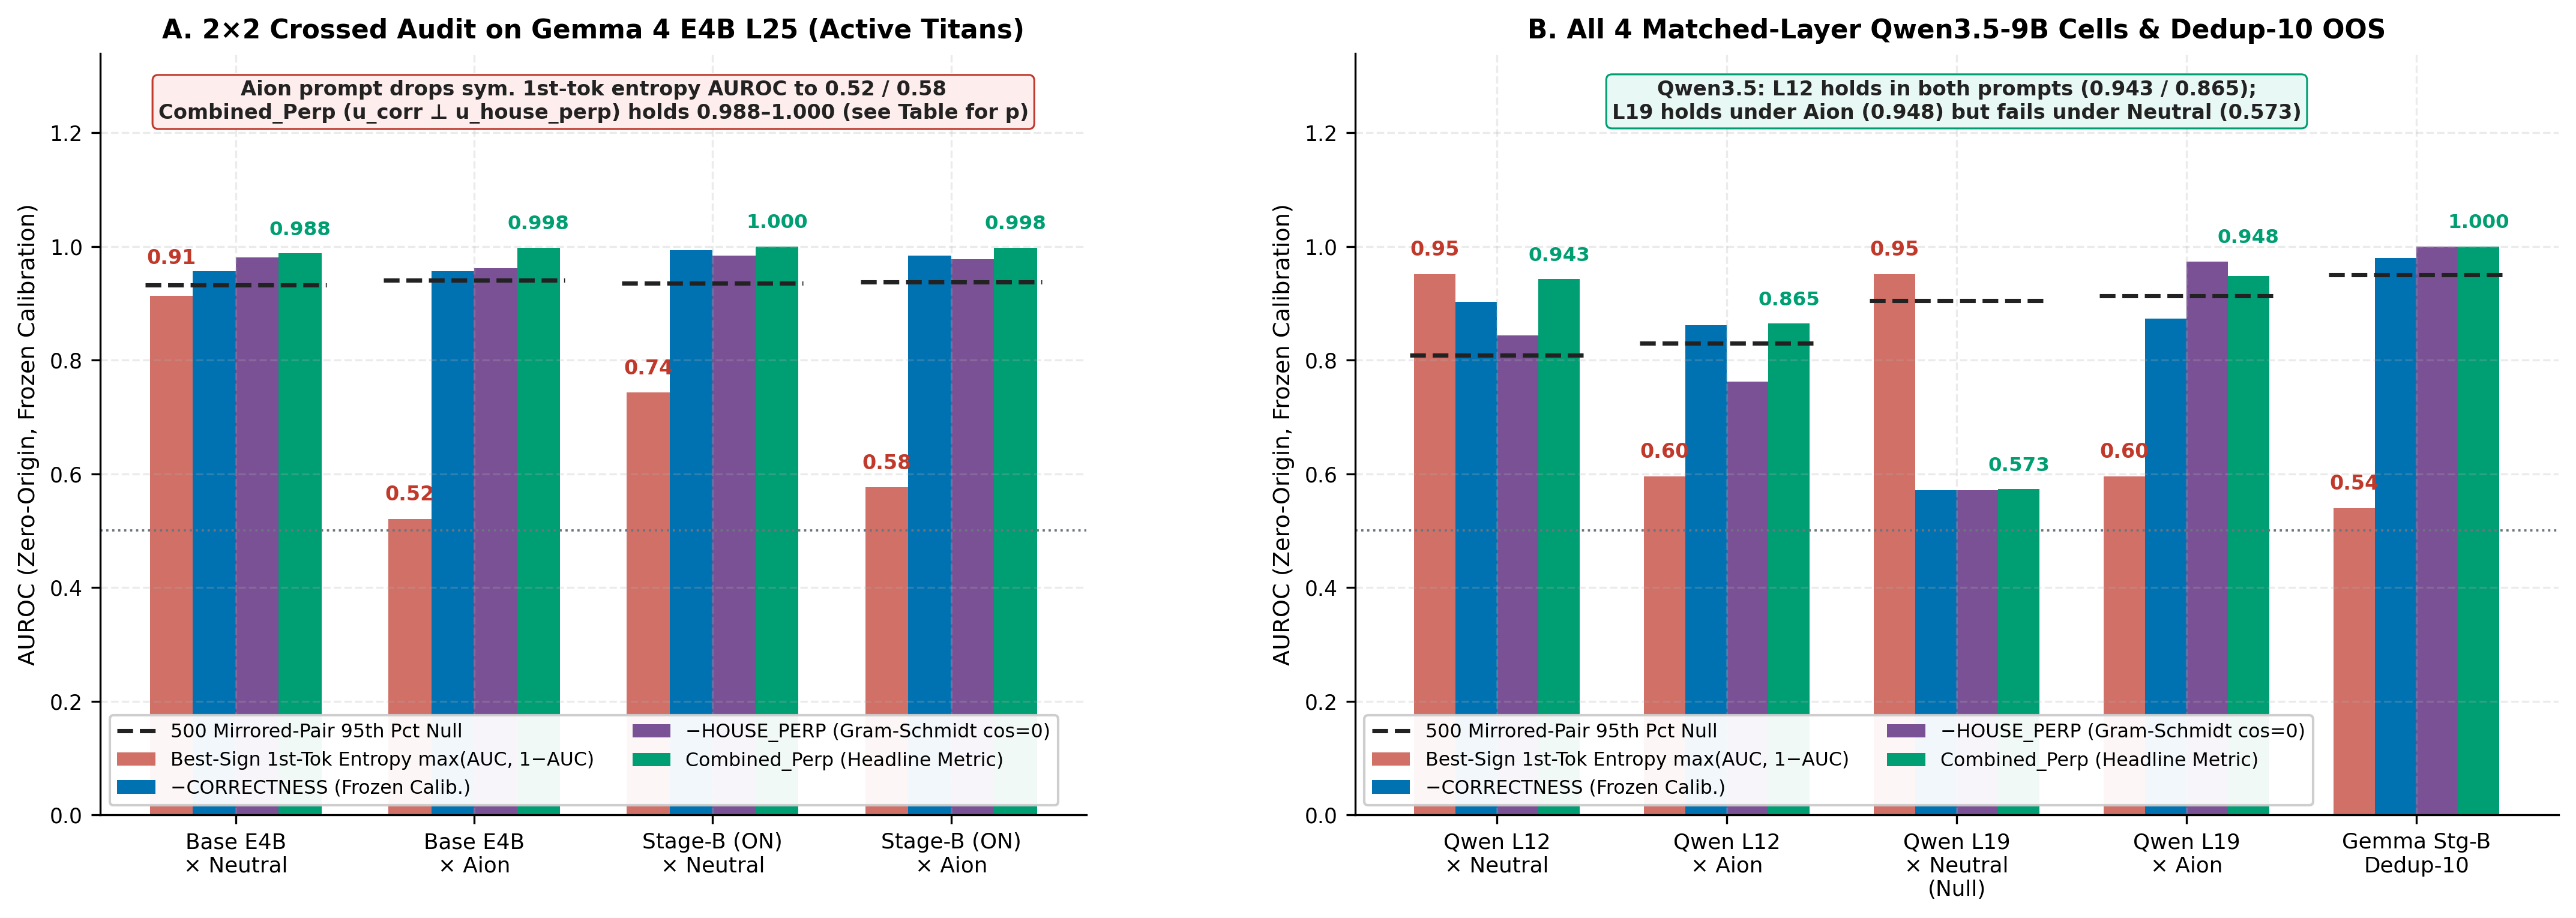 A. 2×2 Crossed Audit on Gemma 4 E4B L25 (Active Titans)
Aion prompt drops sym. 1st-tok entropy AUROC to 0.52 / 0.58
Combined_Perp (u_corr ⊥ u_house_perp) holds 0.988–1.000 (see Table for p)
AUROC (Zero-Origin, Frozen Calibration)
1.2
1.0
0.8
0.6
0.4
0.2
0.0
0.91
0.988
0.52
0.998
0.74
1.000
0.58
0.998
500 Mirrored-Pair 95th Pct Null
Best-Sign 1st-Tok Entropy max(AUC, 1−AUC)
−CORRECTNESS (Frozen Calib.)
−HOUSE_PERP (Gram-Schmidt cos=0)
Combined_Perp (Headline Metric)
Base E4B
× Neutral
Base E4B
× Aion
Stage-B (ON)
× Neutral
Stage-B (ON)
× Aion
B. All 4 Matched-Layer Qwen3.5-9B Cells & Dedup-10 OOS
Qwen3.5: L12 holds in both prompts (0.943 / 0.865);
L19 holds under Aion (0.948) but fails under Neutral (0.573)
AUROC (Zero-Origin, Frozen Calibration)
1.2
1.0
0.8
0.6
0.4
0.2
0.0
0.95
0.943
0.60
0.865
0.95
0.573
0.60
0.948
0.54
1.000
500 Mirrored-Pair 95th Pct Null
Best-Sign 1st-Tok Entropy max(AUC, 1−AUC)
−CORRECTNESS (Frozen Calib.)
−HOUSE_PERP (Gram-Schmidt cos=0)
Combined_Perp (Headline Metric)
Qwen L12
× Neutral
Qwen L12
× Aion
Qwen L19
× Neutral
(Null)
Qwen L19
× Aion
Gemma Stg-B
Dedup-10